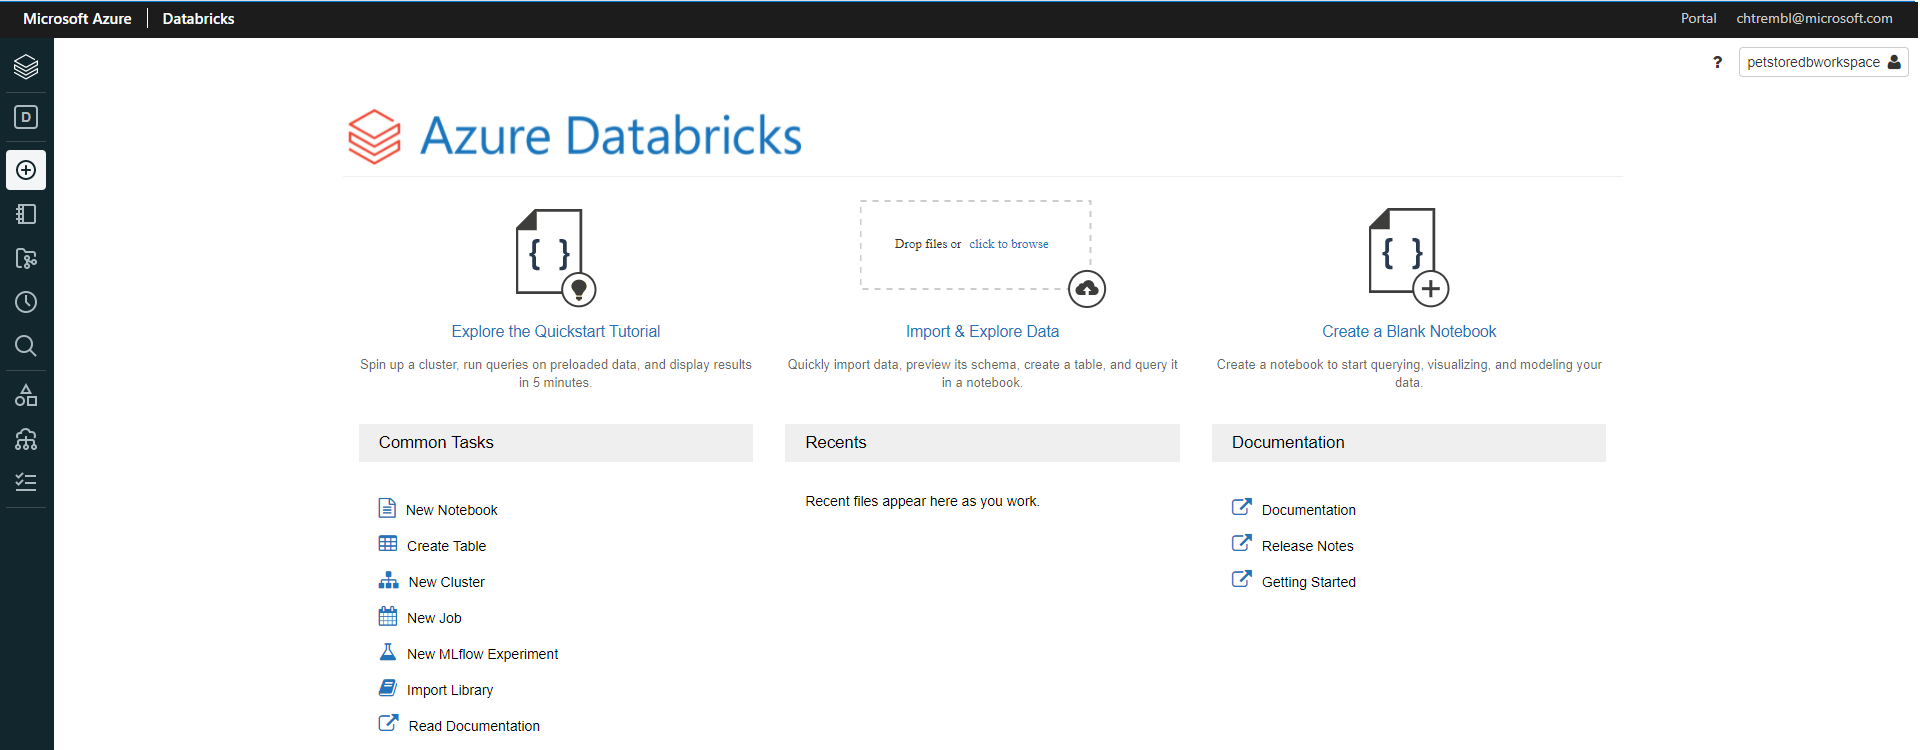 Microsoft Azure
Databricks
Portal
chtrembl@microsoft.com
D
?
petstoredbworkspace
Azure Databricks
{ }
Drop files or click to browse
{ }
Explore the Quickstart Tutorial
Import & Explore Data
Create a Blank Notebook
Spin up a cluster, run queries on preloaded data, and display results
in 5 minutes.
Quickly import data, preview its schema, create a table, and query it
in a notebook.
Create a notebook to start querying, visualizing, and modeling your
data.
Common Tasks
New Notebook
Create Table
New Cluster
New Job
New MLflow Experiment
Import Library
Read Documentation
Recents
Recent files appear here as you work.
Documentation
Documentation
Release Notes
Getting Started